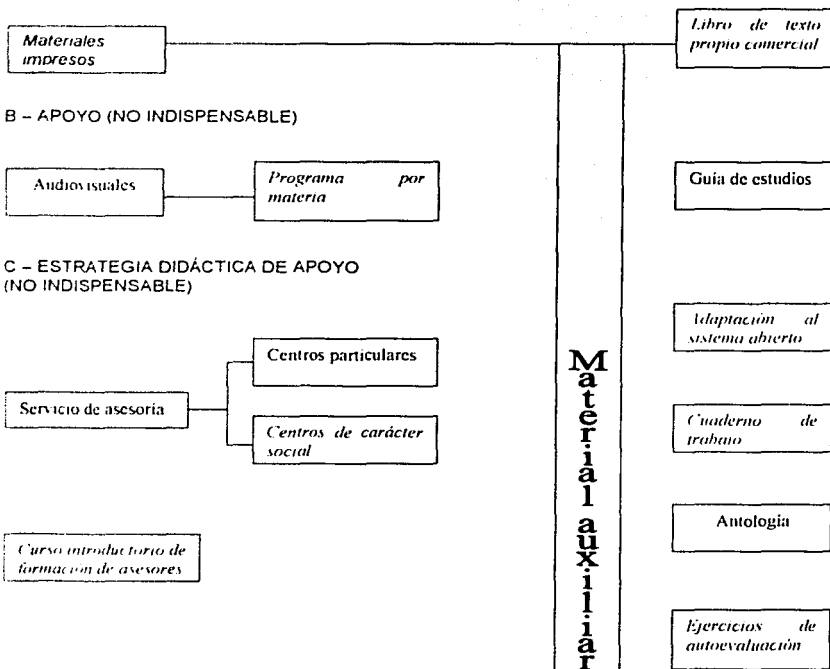 Materiales
impresos
Libro de texto
propio comercial
B – APOYO (NO INDISPENSABLE)
Audiovisuales
Programa por
materia
Guía de estudios
C – ESTRATEGIA DIDÁCTICA DE APOYO
(NO INDISPENSABLE)
Adaptación al
sistema abierto
Centros particulares
Servicio de asesoría
Centros de carácter
social
Cuaderno de
trabajo
Antología
Curso introductorio de
formación de asesores
Ejercicios de
autoevaluación
Material auxiliar